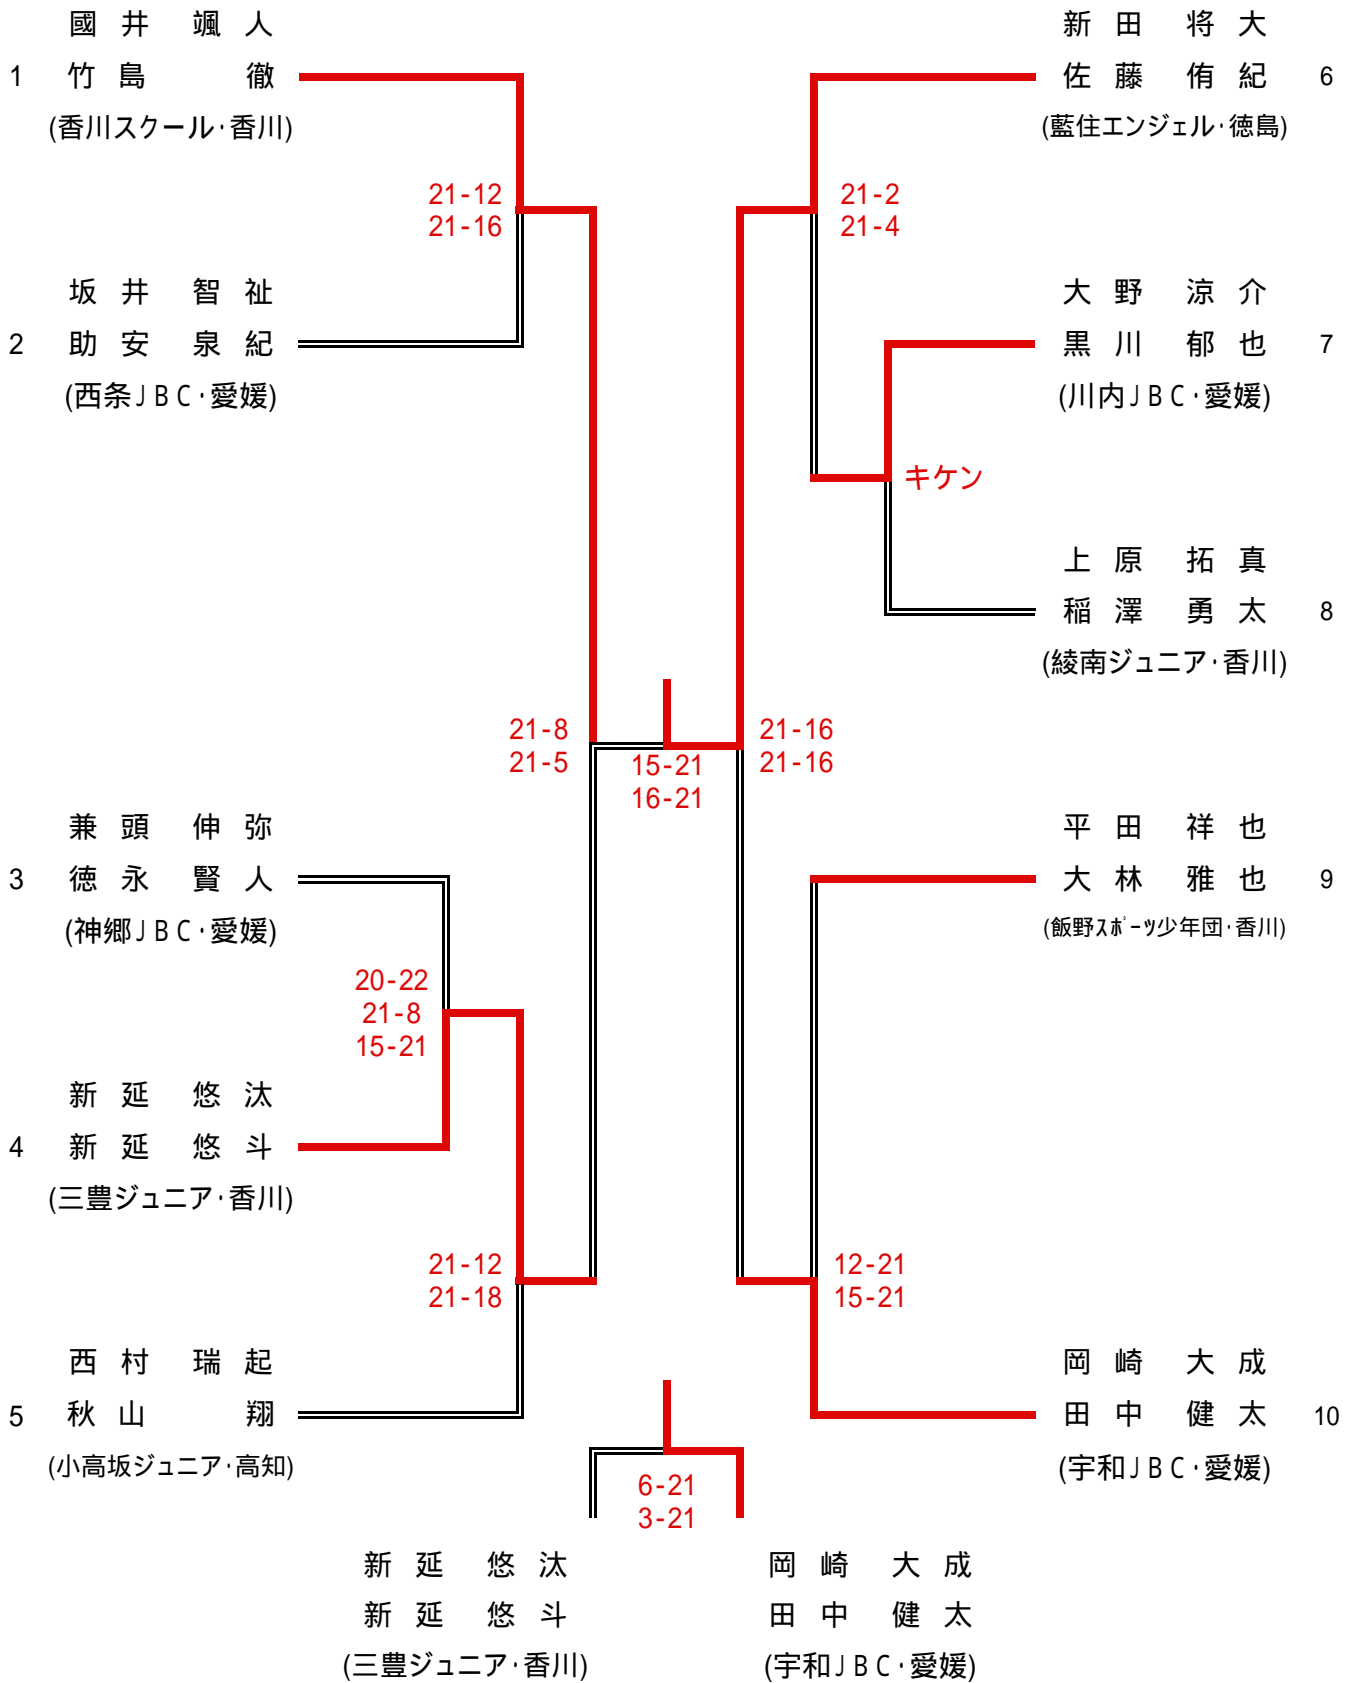 國井 颯人
1 竹島 徹
(香川スクール・香川)
21-12
21-16
坂井 智祉
2 助安 泉紀
(西条JBC・愛媛)
21-8
21-5
兼頭 伸弥
3 徳永 賢人
(神郷JBC・愛媛)
20-22
21-8
15-21
新延 悠汰
4 新延 悠斗
(三豊ジュニア・香川)
21-12
21-18
西村 瑞起
5 秋山 翔
(小高坂ジュニア・高知)
15-21
16-21
新田 将大
佐藤 侑紀 6
(藍住エンジェル・徳島)
21-2
21-4
大野 涼介
黒川 郁也 7
(川内JBC・愛媛)
キケン
上原 拓真
稲澤 勇太 8
(綾南ジュニア・香川)
21-16
21-16
平田 祥也
大林 雅也 9
(飯野スポーツ少年団・香川)
12-21
15-21
岡崎 大成
田中 健太 10
(宇和JBC・愛媛)
6-21
3-21
新延 悠汰
新延 悠斗
(三豊ジュニア・香川)
岡崎 大成
田中 健太
(宇和JBC・愛媛)